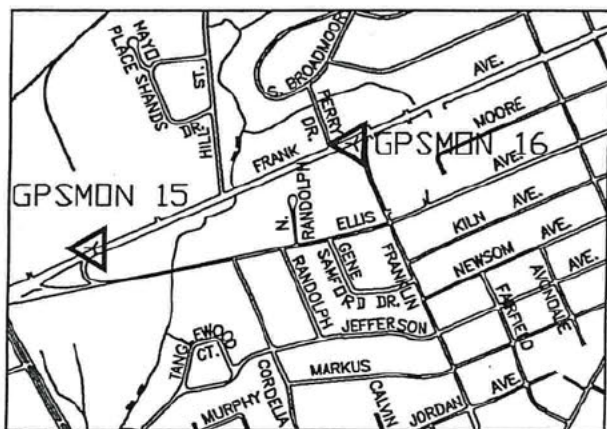 MAYO
PLACE SHANDS
ST.
HILL
DR.
S. BROADMOOR
PERRY
DR.
FRANK
AVE.
MOORE
AVE.
GPSMON 16
GPSMON 15
N.
RANDOLPH
ELLIS
KILN
AVE.
NEWSOM
AVE.
AVE.
RANDOLPH
GENE
SAMFORD DR.
FRANKLIN
FAIRFIELD
AVONDALE
JEFFERSON
TANGLEWOOD
CT.
CORDELIA
MARKUS
MURPHY
CALVIN
JORDAN
AVE.